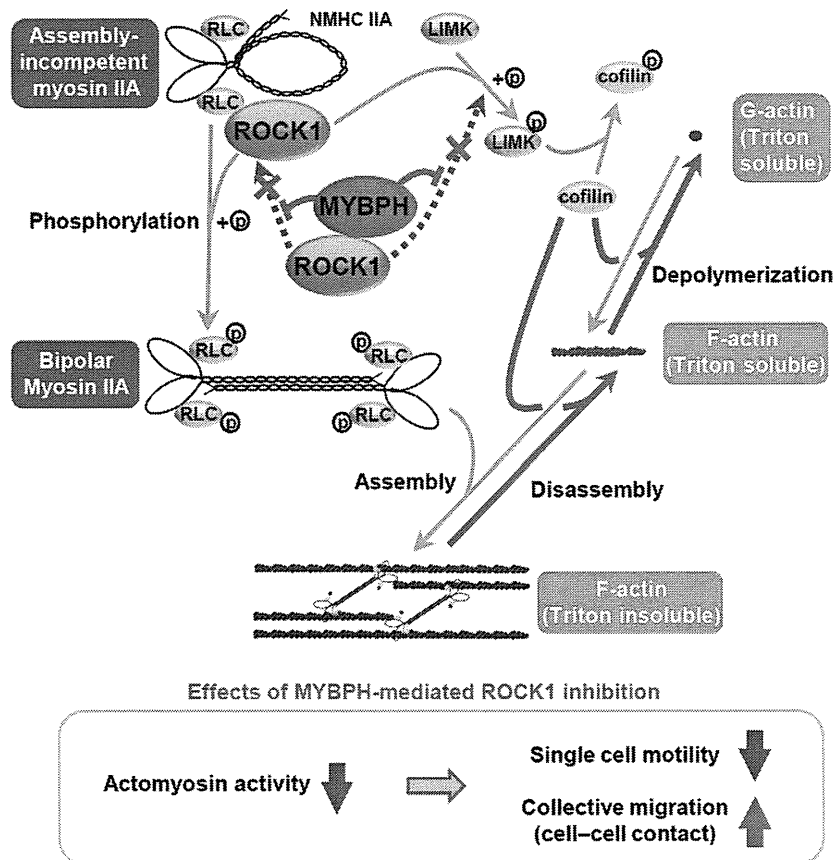 Assembly-
incompetent
myosin IIA
RLC
NMHC IIA
RLC
ROCK1
LIMK
+p
LIMK
p
cofilin
p
cofilin
G-actin
(Triton
soluble)
MYBPH
ROCK1
Phosphorylation
+p
Depolymerization
Bipolar
Myosin IIA
RLC
p
RLC
p
p
RLC
p
RLC
F-actin
(Triton soluble)
Assembly
Disassembly
F-actin
(Triton insoluble)
Effects of MYBPH-mediated ROCK1 inhibition
Actomyosin activity
Single cell motility
Collective migration
(cell–cell contact)